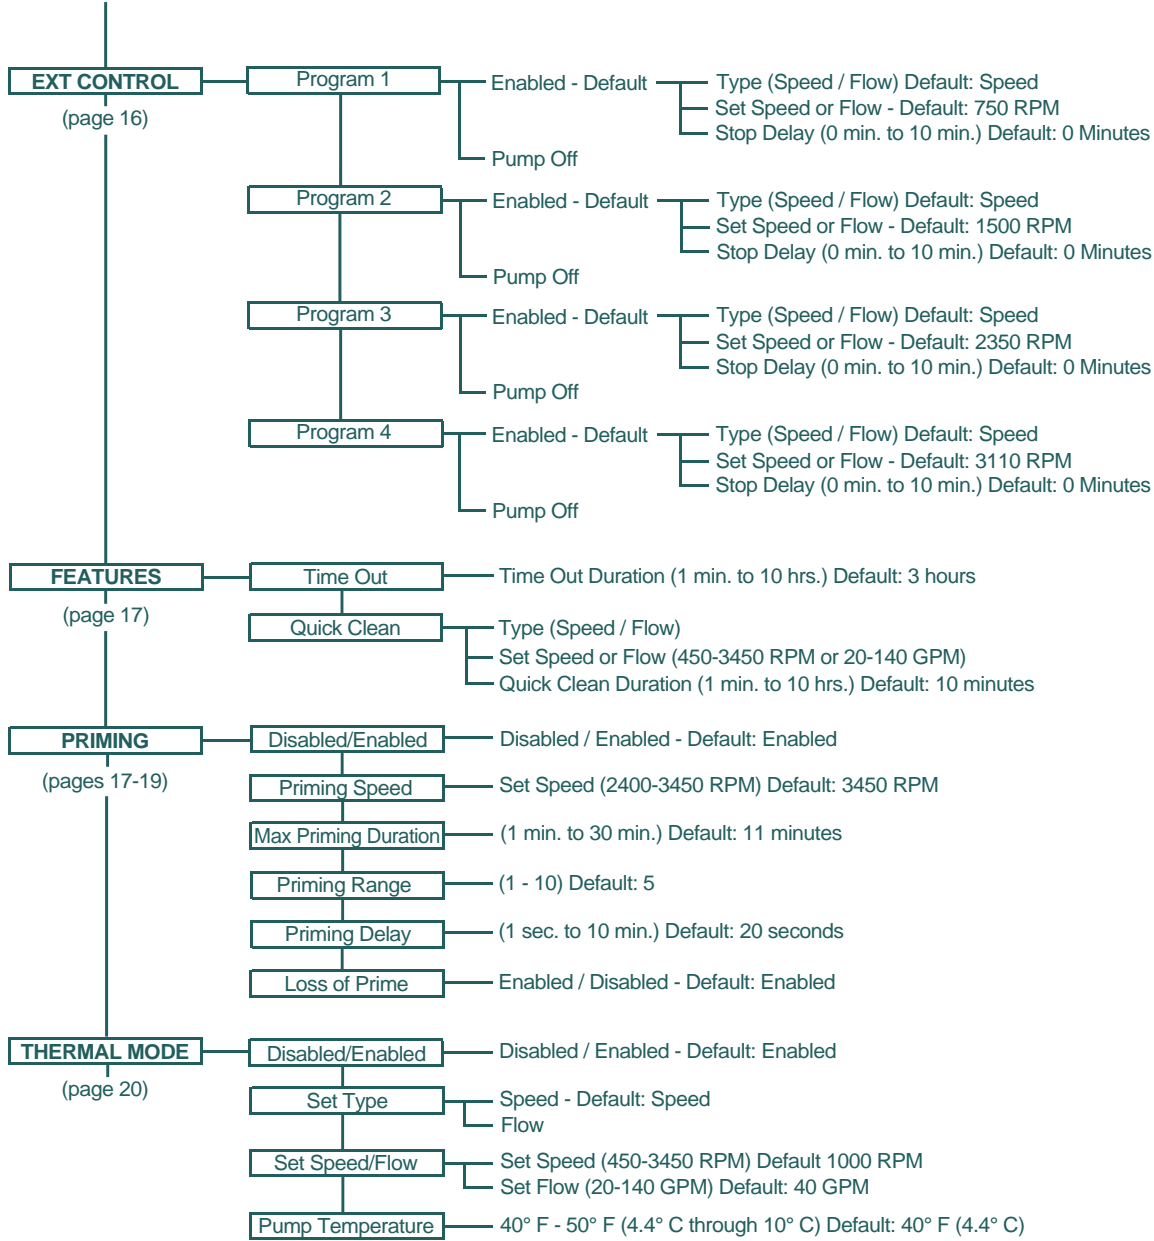 EXT CONTROL
(page 16)
Program 1
Enabled - Default
Type (Speed / Flow) Default: Speed
Set Speed or Flow - Default: 750 RPM
Stop Delay (0 min. to 10 min.) Default: 0 Minutes
Pump Off
Program 2
Enabled - Default
Type (Speed / Flow) Default: Speed
Set Speed or Flow - Default: 1500 RPM
Stop Delay (0 min. to 10 min.) Default: 0 Minutes
Pump Off
Program 3
Enabled - Default
Type (Speed / Flow) Default: Speed
Set Speed or Flow - Default: 2350 RPM
Stop Delay (0 min. to 10 min.) Default: 0 Minutes
Pump Off
Program 4
Enabled - Default
Type (Speed / Flow) Default: Speed
Set Speed or Flow - Default: 3110 RPM
Stop Delay (0 min. to 10 min.) Default: 0 Minutes
Pump Off
FEATURES
(page 17)
Time Out
Time Out Duration (1 min. to 10 hrs.) Default: 3 hours
Quick Clean
Type (Speed / Flow)
Set Speed or Flow (450-3450 RPM or 20-140 GPM)
Quick Clean Duration (1 min. to 10 hrs.) Default: 10 minutes
PRIMING
(pages 17-19)
Disabled/Enabled
Disabled / Enabled - Default: Enabled
Priming Speed
Set Speed (2400-3450 RPM) Default: 3450 RPM
Max Priming Duration
(1 min. to 30 min.) Default: 11 minutes
Priming Range
(1 - 10) Default: 5
Priming Delay
(1 sec. to 10 min.) Default: 20 seconds
Loss of Prime
Enabled / Disabled - Default: Enabled
THERMAL MODE
(page 20)
Disabled/Enabled
Disabled / Enabled - Default: Enabled
Set Type
Speed - Default: Speed
Flow
Set Speed/Flow
Set Speed (450-3450 RPM) Default 1000 RPM
Set Flow (20-140 GPM) Default: 40 GPM
Pump Temperature
40° F - 50° F (4.4° C through 10° C) Default: 40° F (4.4° C)